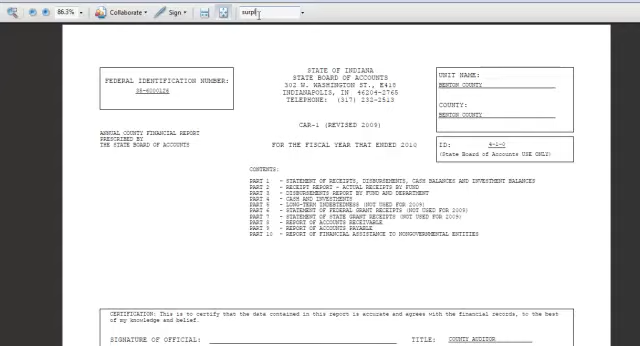 86.3%
Collaborate
Sign
surpl
FEDERAL IDENTIFICATION NUMBER:
STATE OF INDIANA
STATE BOARD OF ACCOUNTS
302 W. WASHINGTON ST., E418
INDIANAPOLIS, IN 46204-2765
TELEPHONE: (317) 232-2513
UNIT NAME:
BENTON COUNTY
COUNTY:
BENTON COUNTY
CAR-1 (REVISED 2009)
ANNUAL COUNTY FINANCIAL REPORT
PRESCRIBED BY
THE STATE BOARD OF ACCOUNTS
FOR THE FISCAL YEAR THAT ENDED 2010
ID: 4-1-0
(State Board of Accounts USE ONLY)
CONTENTS:
PART 1 - STATEMENT OF RECEIPTS, DISBURSEMENTS, CASH BALANCES AND INVESTMENT BALANCES
PART 2 - RECEIPT REPORT - ACTUAL RECEIPTS BY FUND
PART 3 - DISBURSEMENTS REPORT BY FUND AND DEPARTMENT
PART 4 - CASH AND INVESTMENTS
PART 5 - LONG-TERM INDEBTEDNESS (NOT USED FOR 2009)
PART 6 - STATEMENT OF FEDERAL GRANT RECEIPTS (NOT USED FOR 2009)
PART 7 - STATEMENT OF STATE GRANT RECEIPTS (NOT USED FOR 2009)
PART 8 - REPORT OF ACCOUNTS RECEIVABLE
PART 9 - REPORT OF ACCOUNTS PAYABLE
PART 10 - REPORT OF FINANCIAL ASSISTANCE TO NONGOVERNMENTAL ENTITIES
CERTIFICATION: This is to certify that the data contained in this report is accurate and agrees with the financial records, to the best
of my knowledge and belief.
SIGNATURE OF OFFICIAL:
TITLE: COUNTY AUDITOR